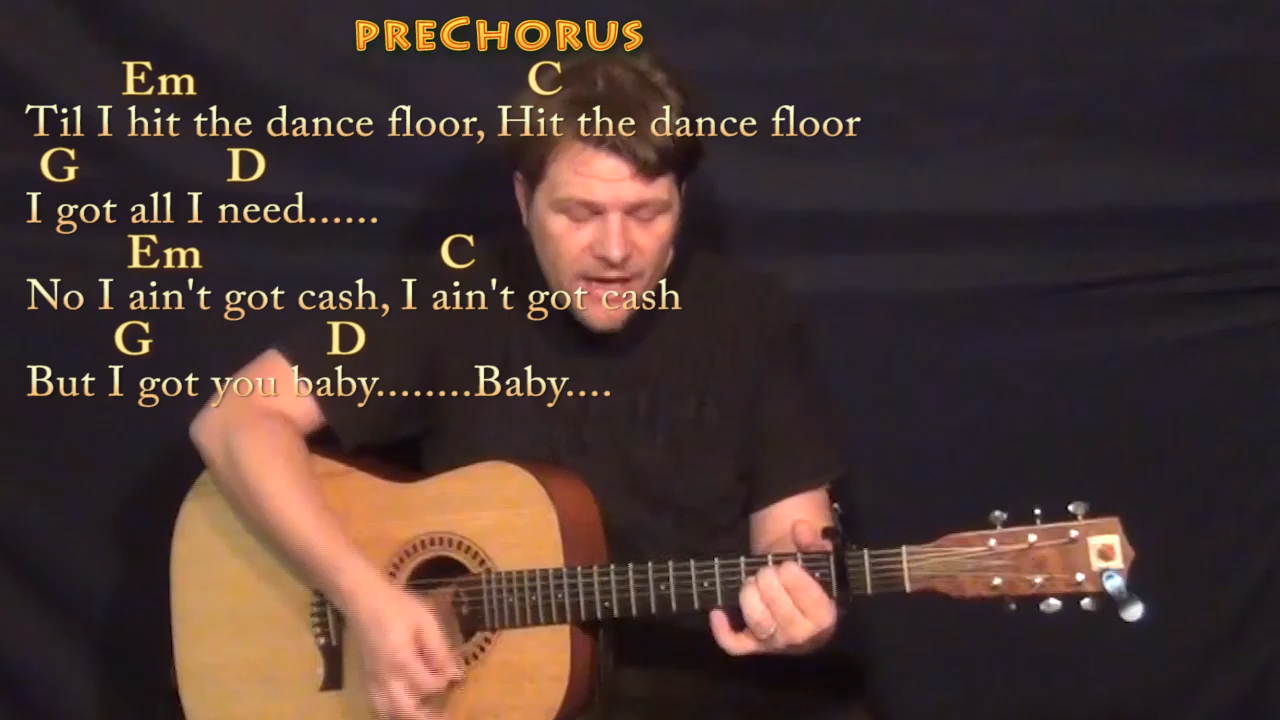 PRECHORUS
Em C
Til I hit the dance floor, Hit the dance floor
G D
I got all I need......
Em C
No I ain't got cash, I ain't got cash
G D
But I got you baby........Baby....